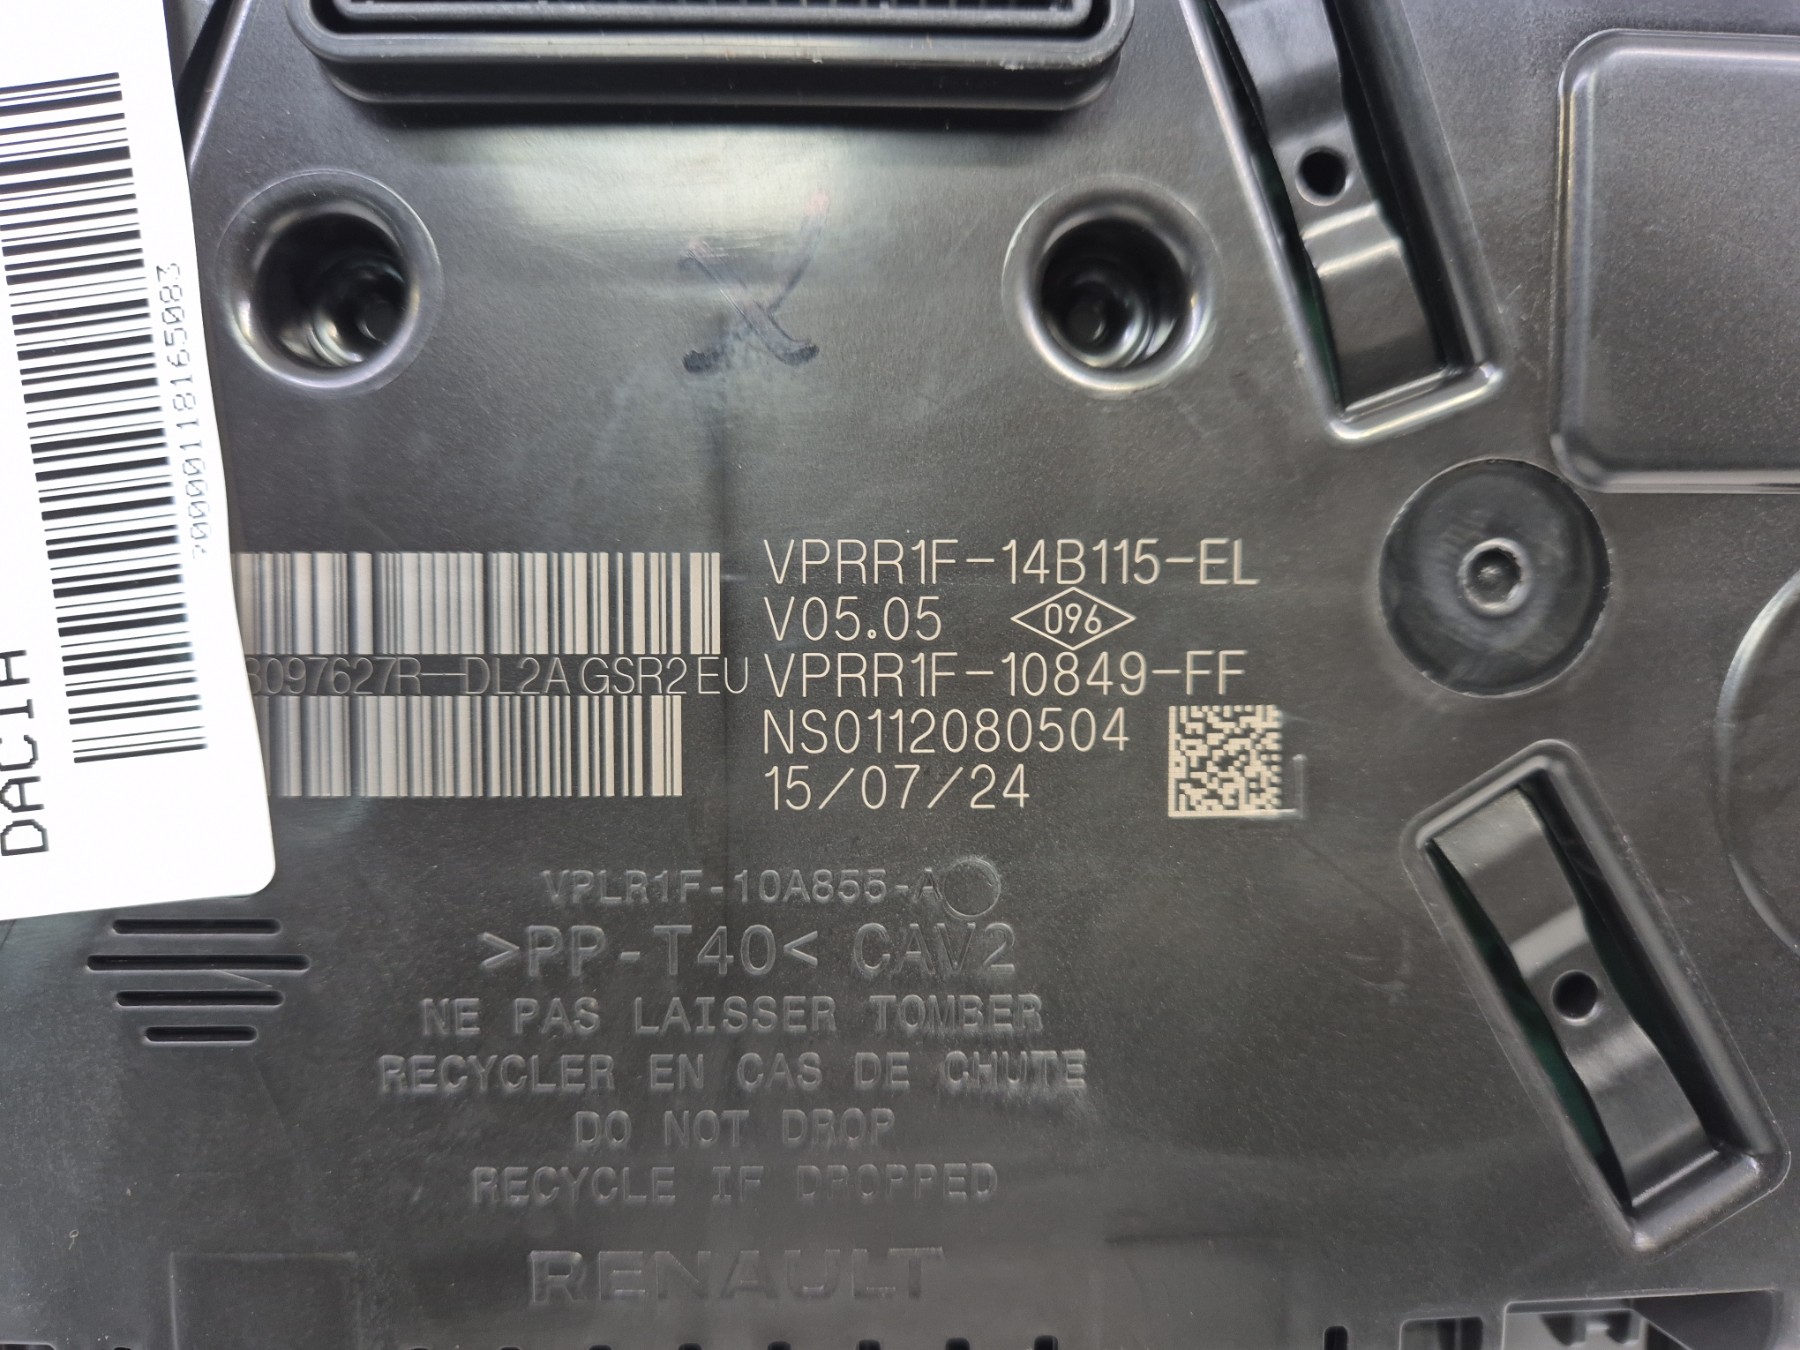 DACIA
VPRR1F-14B115-EL
V05.05
096
8097627R-DL2A GSR2 EU
VPRR1F-10849-FF
NS0112080504
15/07/24
VPLR1F-10A855-A
>PP-T40< CAV2
NE PAS LAISSER TOMBER
RECYCLER EN CAS DE CHUTE
DO NOT DROP
RECYCLE IF DROPPED
RENAULT